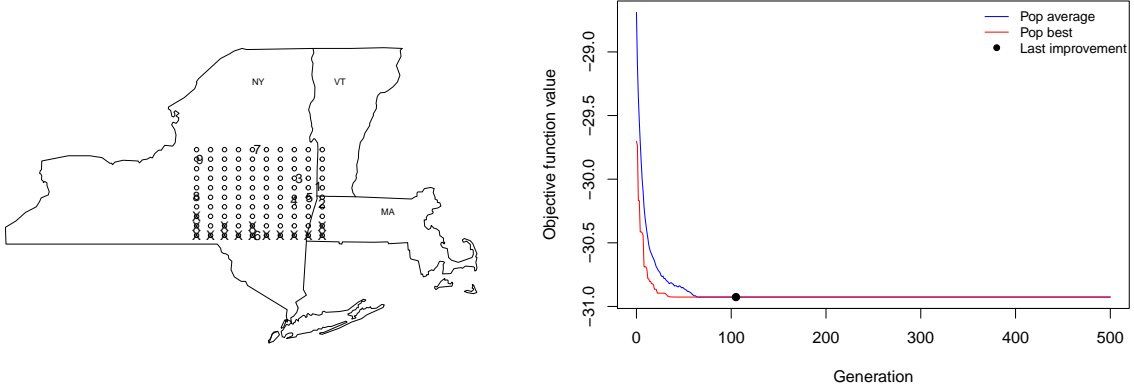 NY
VT
MA
7
9
3
1
8
4
5
2
6
Objective function value
-29.0
-29.5
-30.0
-30.5
-31.0
Pop average
Pop best
Last improvement
0 100 200 300 400 500
Generation